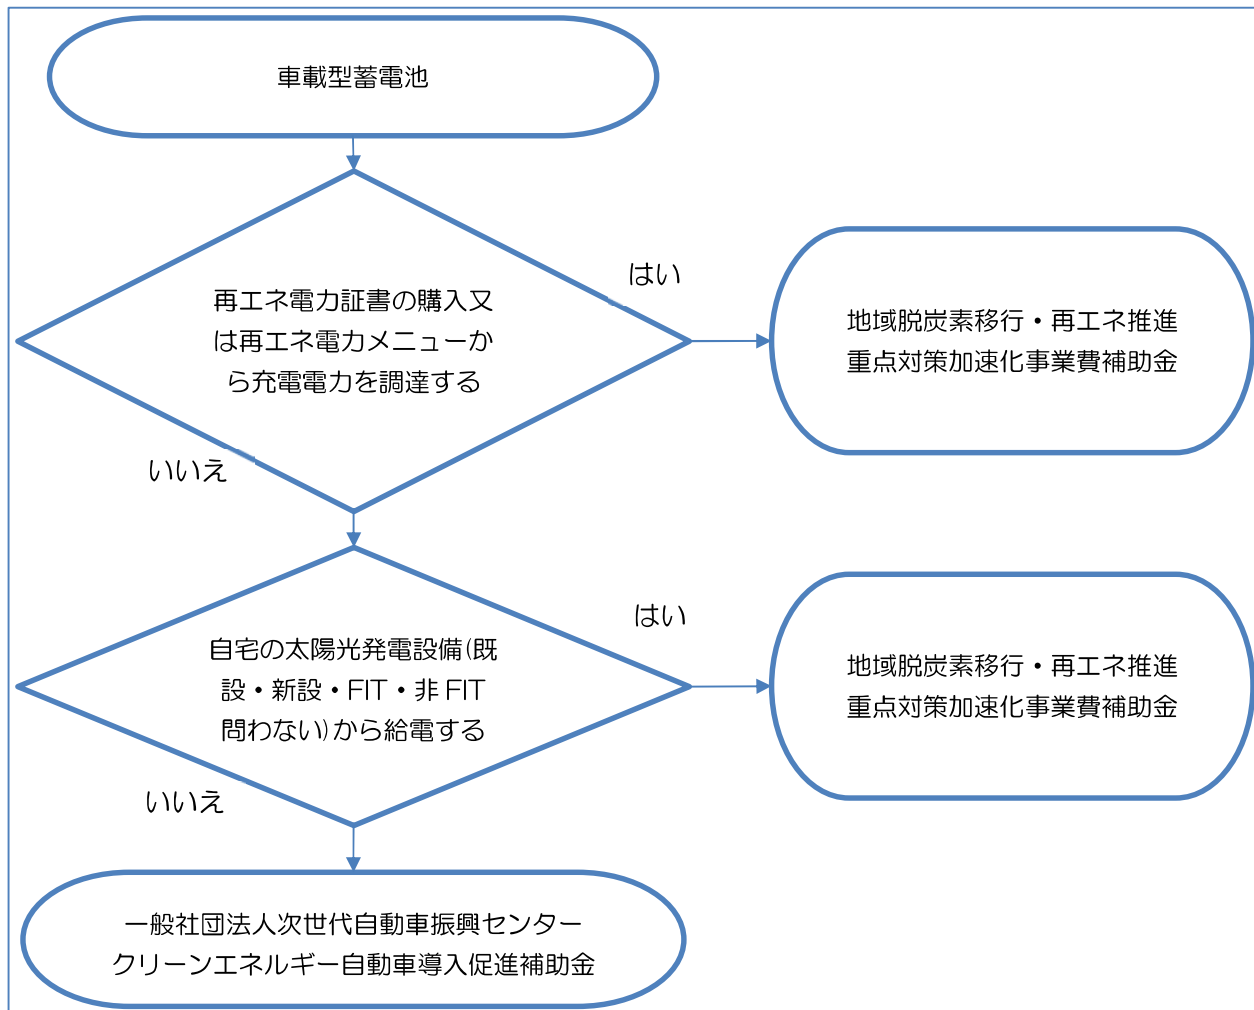 車載型蓄電池
再エネ電力証書の購入又
は再エネ電力メニューか
ら充電電力を調達する
はい
地域脱炭素移行・再エネ推進
重点対策加速化事業費補助金
いいえ
自宅の太陽光発電設備(既
設・新設・FIT・非 FIT
問わない)から給電する
はい
地域脱炭素移行・再エネ推進
重点対策加速化事業費補助金
いいえ
一般社団法人次世代自動車振興センター
クリーンエネルギー自動車導入促進補助金